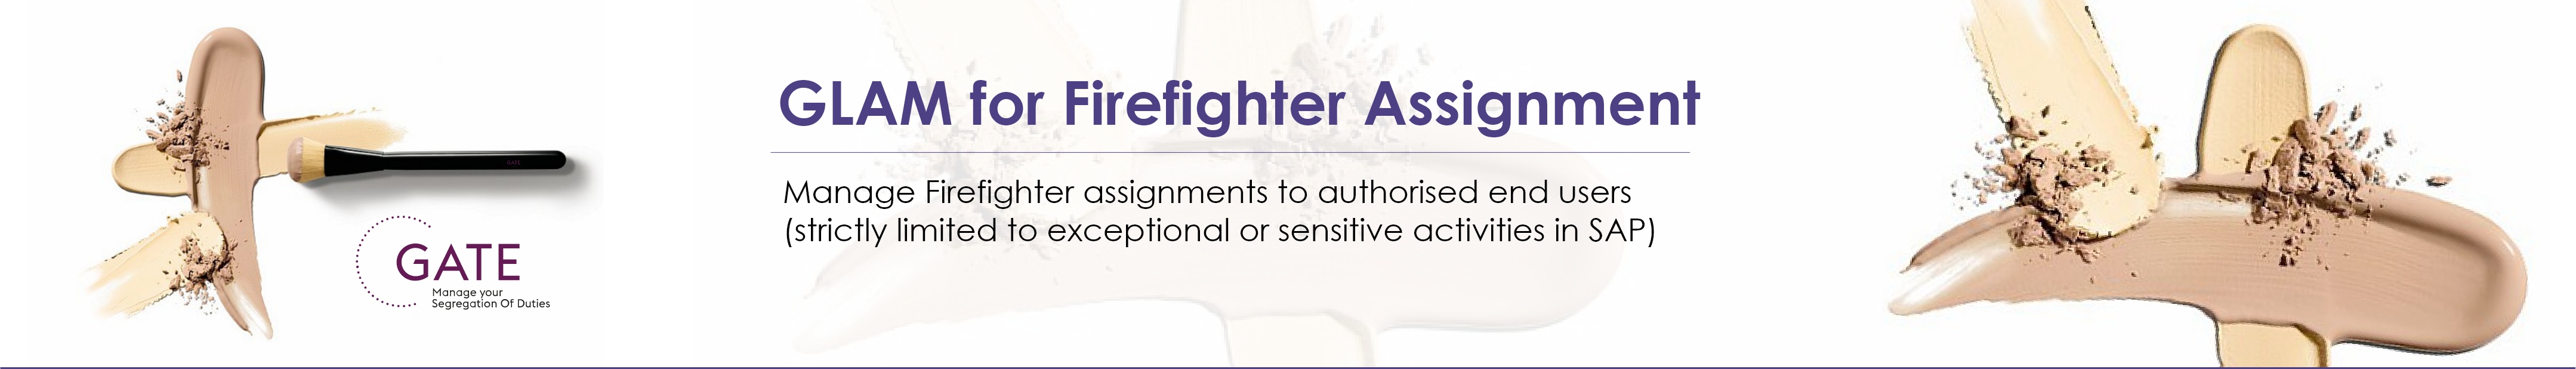 GLAM for Firefighter Assignment
Manage Firefighter assignments to authorised end users
(strictly limited to exceptional or sensitive activities in SAP)
GATE
GATE
Manage your
Segregation Of Duties